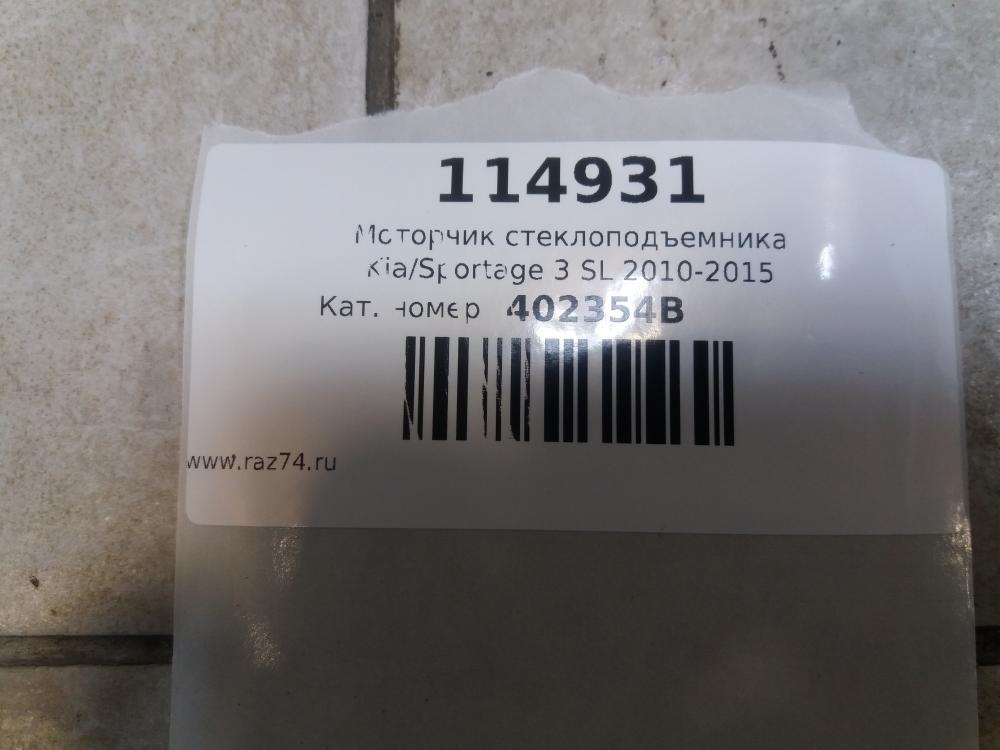 114931
Моторчик стеклоподъемника
Kia/Sportage 3 SL 2010-2015
Кат. номер 402354B
www.raz74.ru